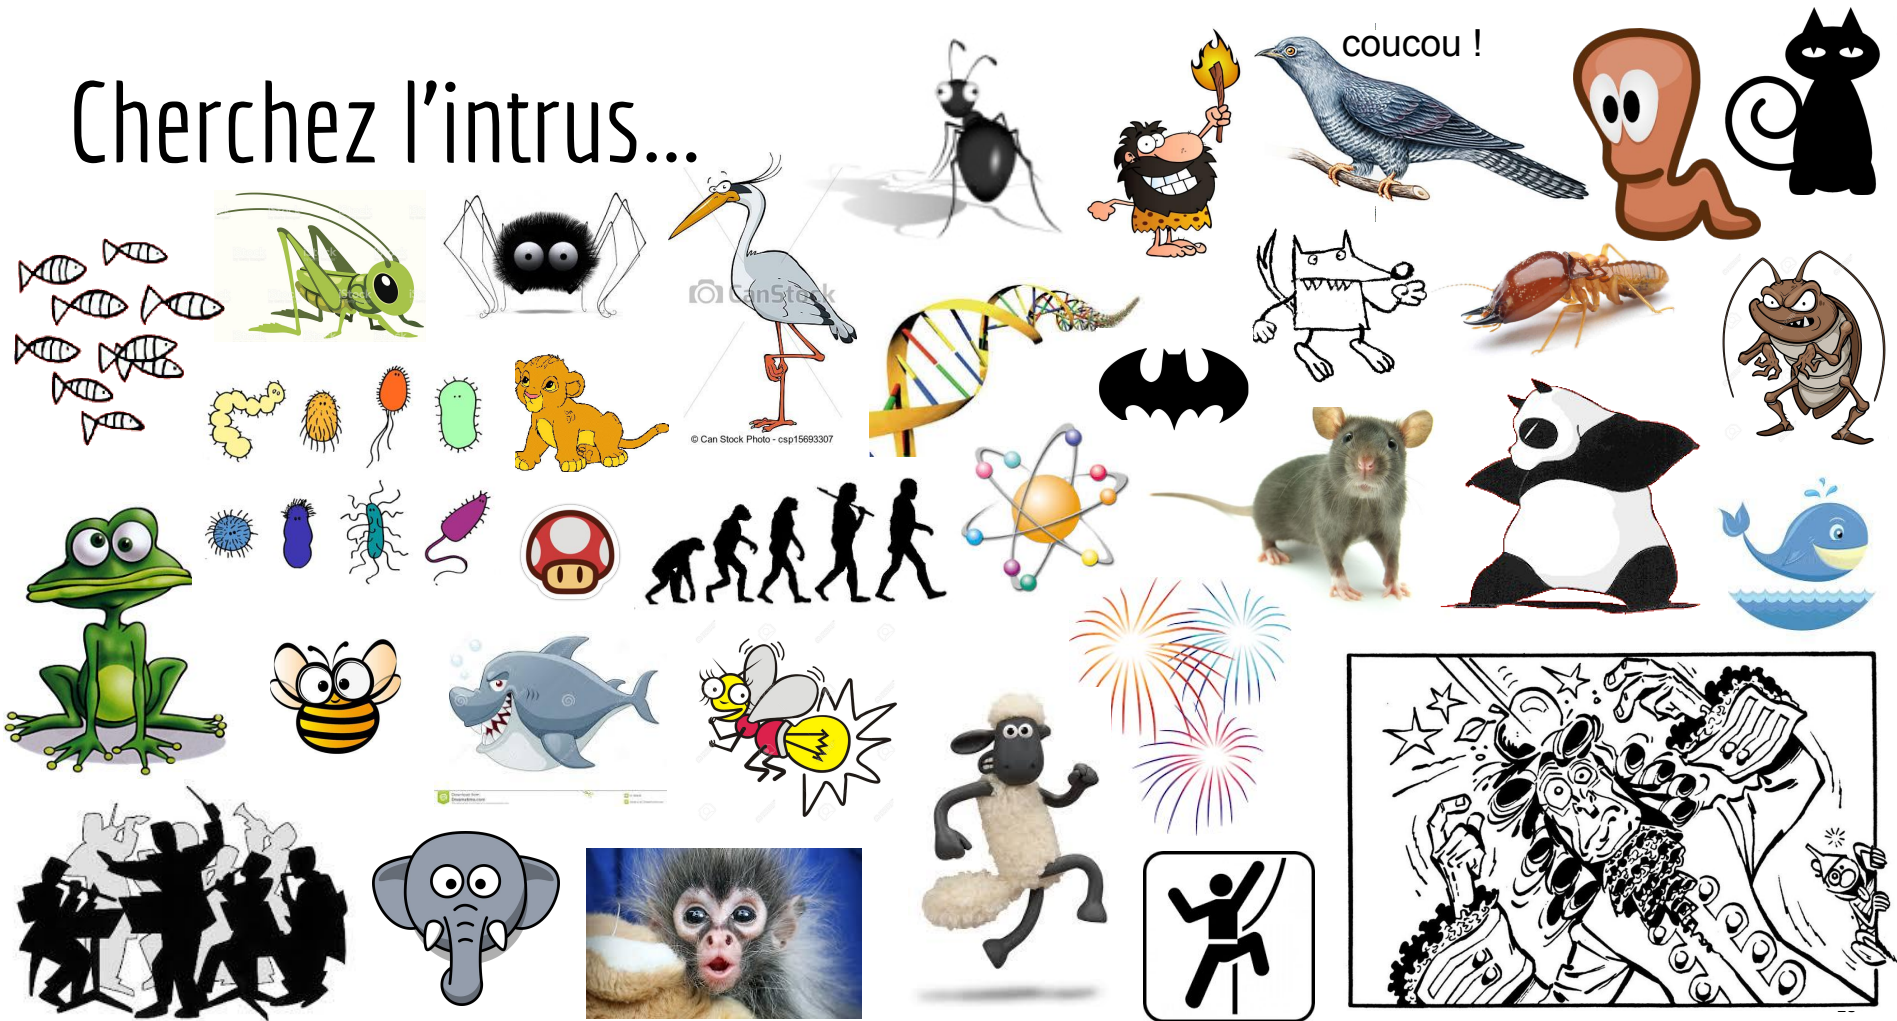 coucou !
Cherchez l'intrus...
CanStock
© Can Stock Photo - csp15693307